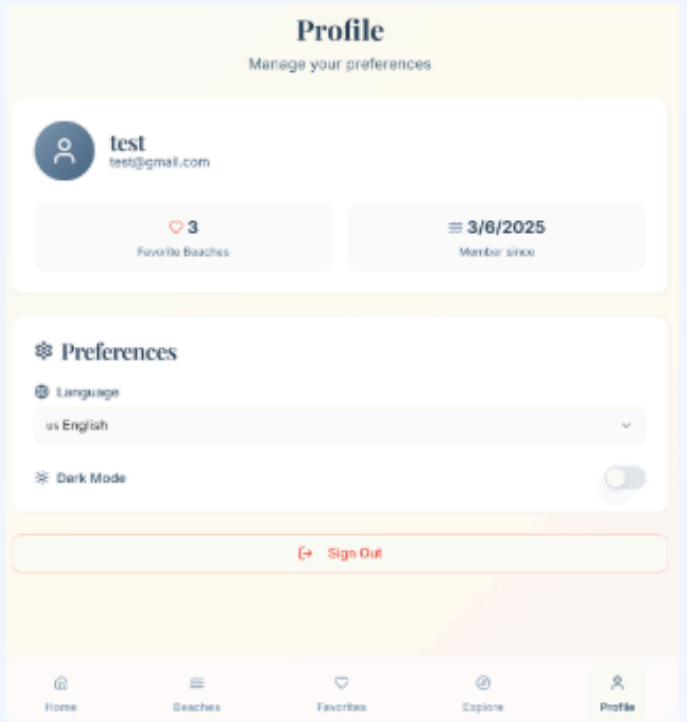 Profile
Manage your preferences
test
test@gmail.com
3
Favorite Beaches
3/6/2025
Member since
Preferences
Language
us English
Dark Mode
Sign Out
Home Beaches Favorites Explore Profile